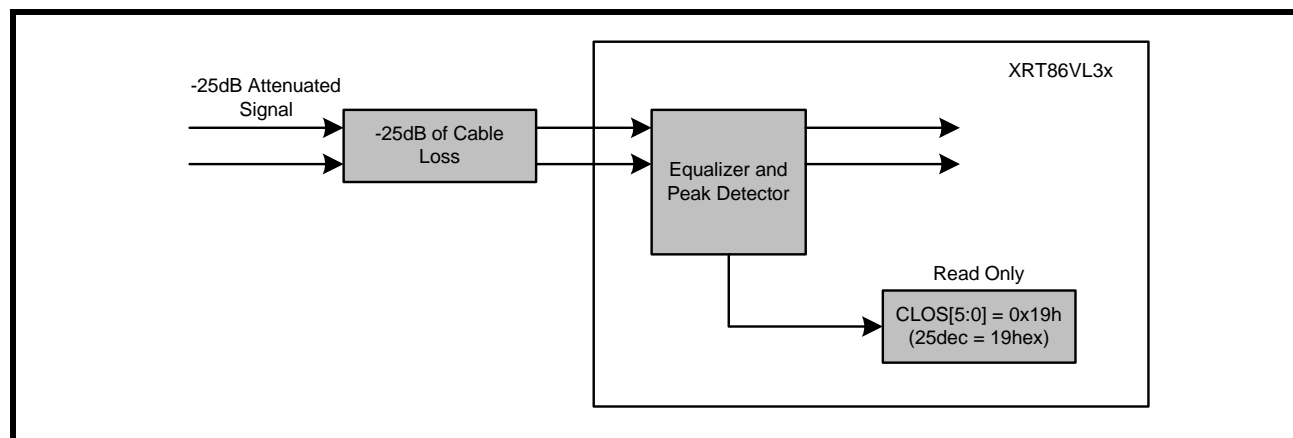 XRT86VL3x
-25dB Attenuated
Signal
-25dB of Cable
Loss
Equalizer and
Peak Detector
Read Only
CLOS[5:0] = 0x19h
(25dec = 19hex)